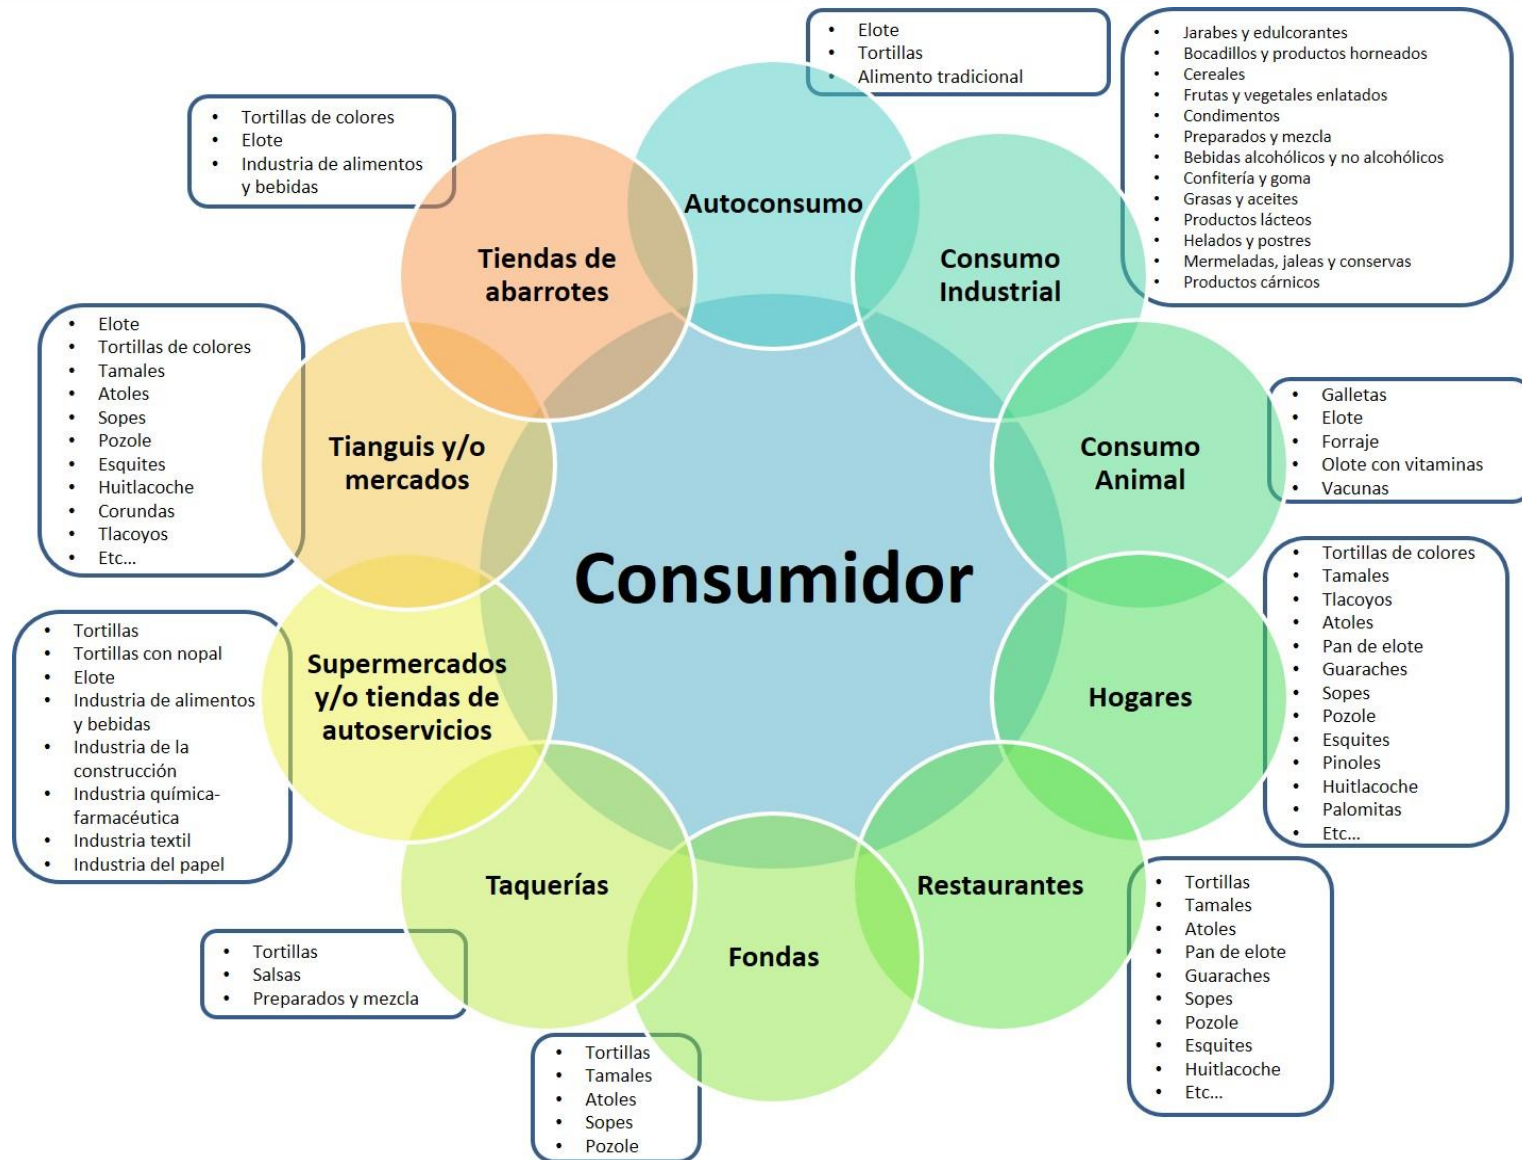 Elote
Tortillas
Alimento tradicional
Jarabes y edulcorantes
Bocadillos y productos horneados
Cereales
Frutas y vegetales enlatados
Condimentos
Preparados y mezcla
Bebidas alcohólicos y no alcohólicos
Confitería y goma
Grasas y aceites
Productos lácteos
Helados y postres
Mermeladas, jaleas y conservas
Productos cárnicos
Tortillas de colores
Elote
Industria de alimentos
y bebidas
Autoconsumo
Tiendas de
abarrotes
Consumo
Industrial
Elote
Tortillas de colores
Tamales
Atoles
Sopes
Pozole
Esquites
Huitlacoche
Corundas
Tlacoyos
Etc...
Tianguis y/o
mercados
Consumo
Animal
Galletas
Elote
Forraje
Olote con vitaminas
Vacunas
Consumidor
Tortillas de colores
Tamales
Tlacoyos
Atoles
Pan de elote
Guaraches
Sopes
Pozole
Esquites
Pinoles
Huitlacoche
Palomitas
Etc...
Tortillas
Tortillas con nopal
Elote
Industria de alimentos
y bebidas
Industria de la
construcción
Industria química-
farmacéutica
Industria textil
Industria del papel
Supermercados
y/o tiendas de
autoservicios
Hogares
Taquerías
Restaurantes
Fondas
Tortillas
Tamales
Atoles
Pan de elote
Guaraches
Sopes
Pozole
Esquites
Huitlacoche
Etc...
Tortillas
Salsas
Preparados y mezcla
Tortillas
Tamales
Atoles
Sopes
Pozole